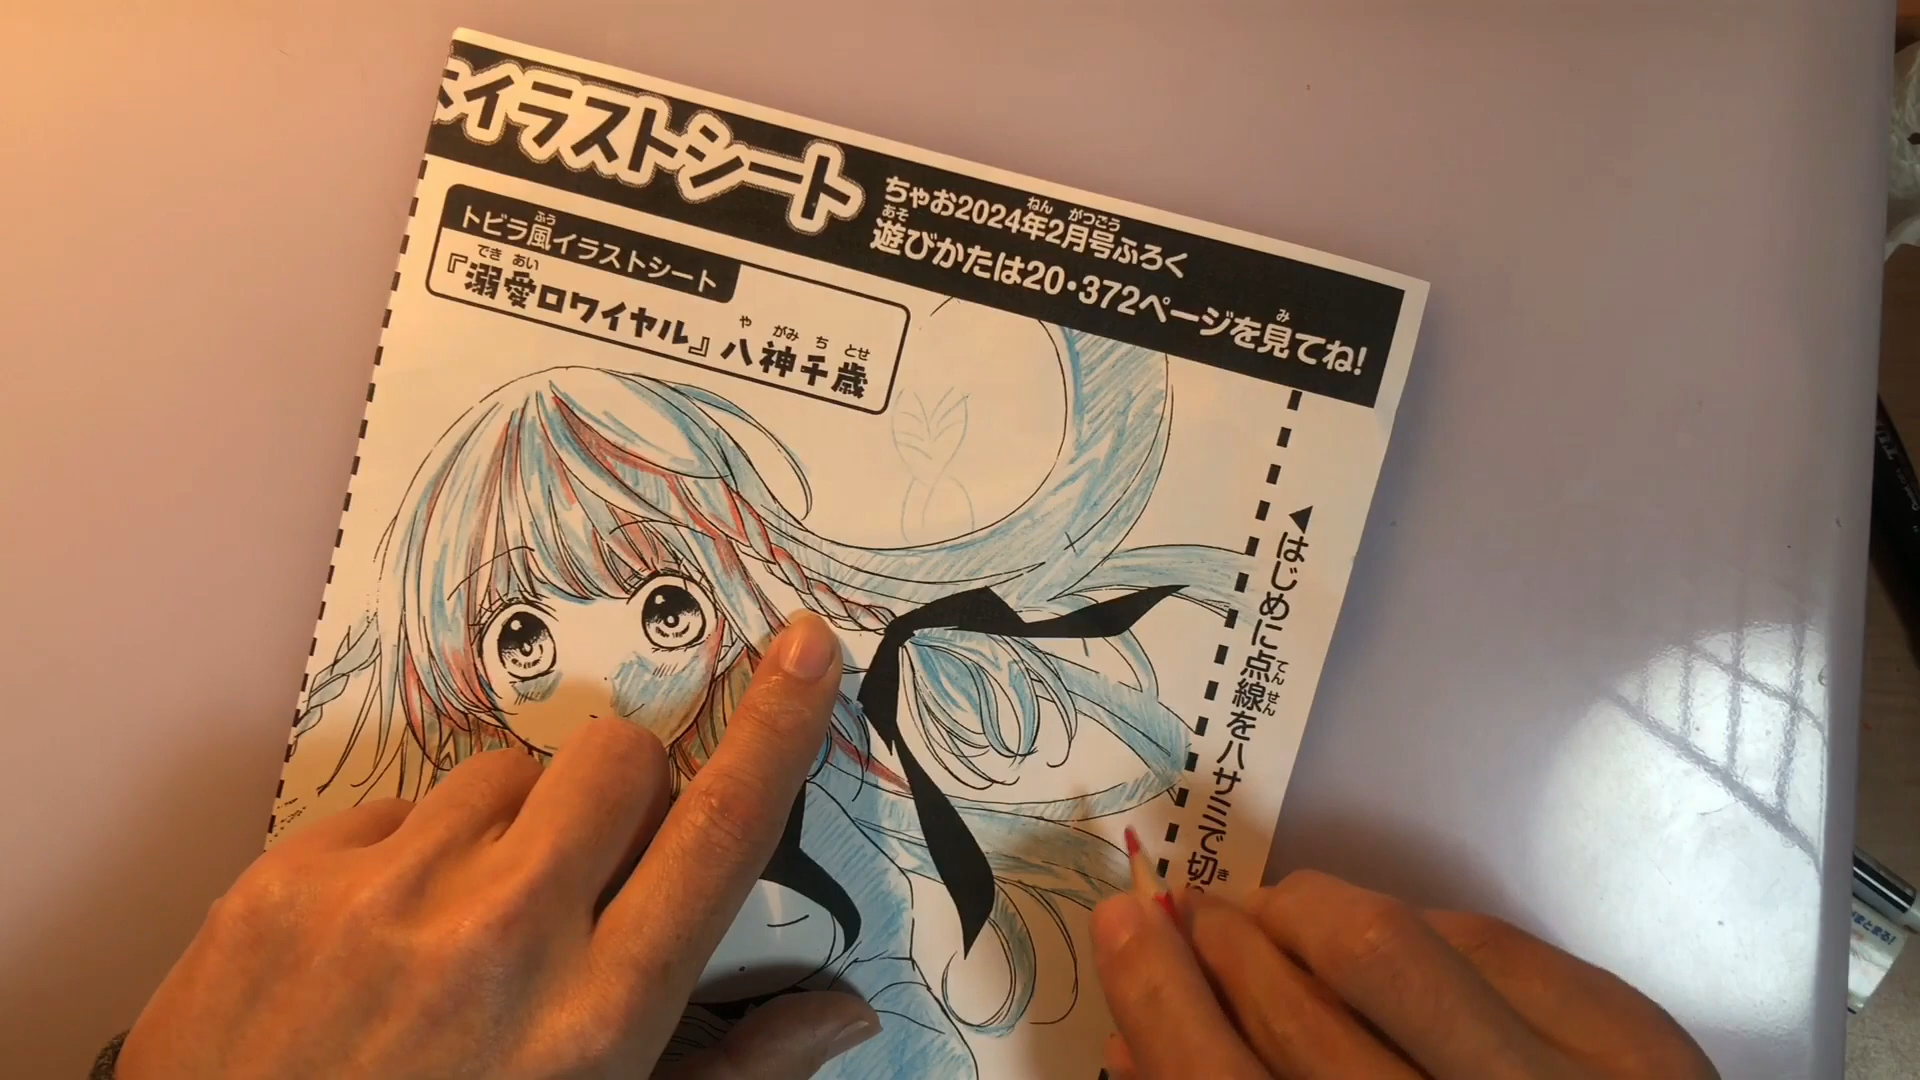 イラストシート
ちゃお2024年2月号ふろく
遊びかたは20・372ページを見てね!
トビラ風イラストシート
『溺愛ロワイヤル』八神千歳
◀はじめに点線をハサミで切